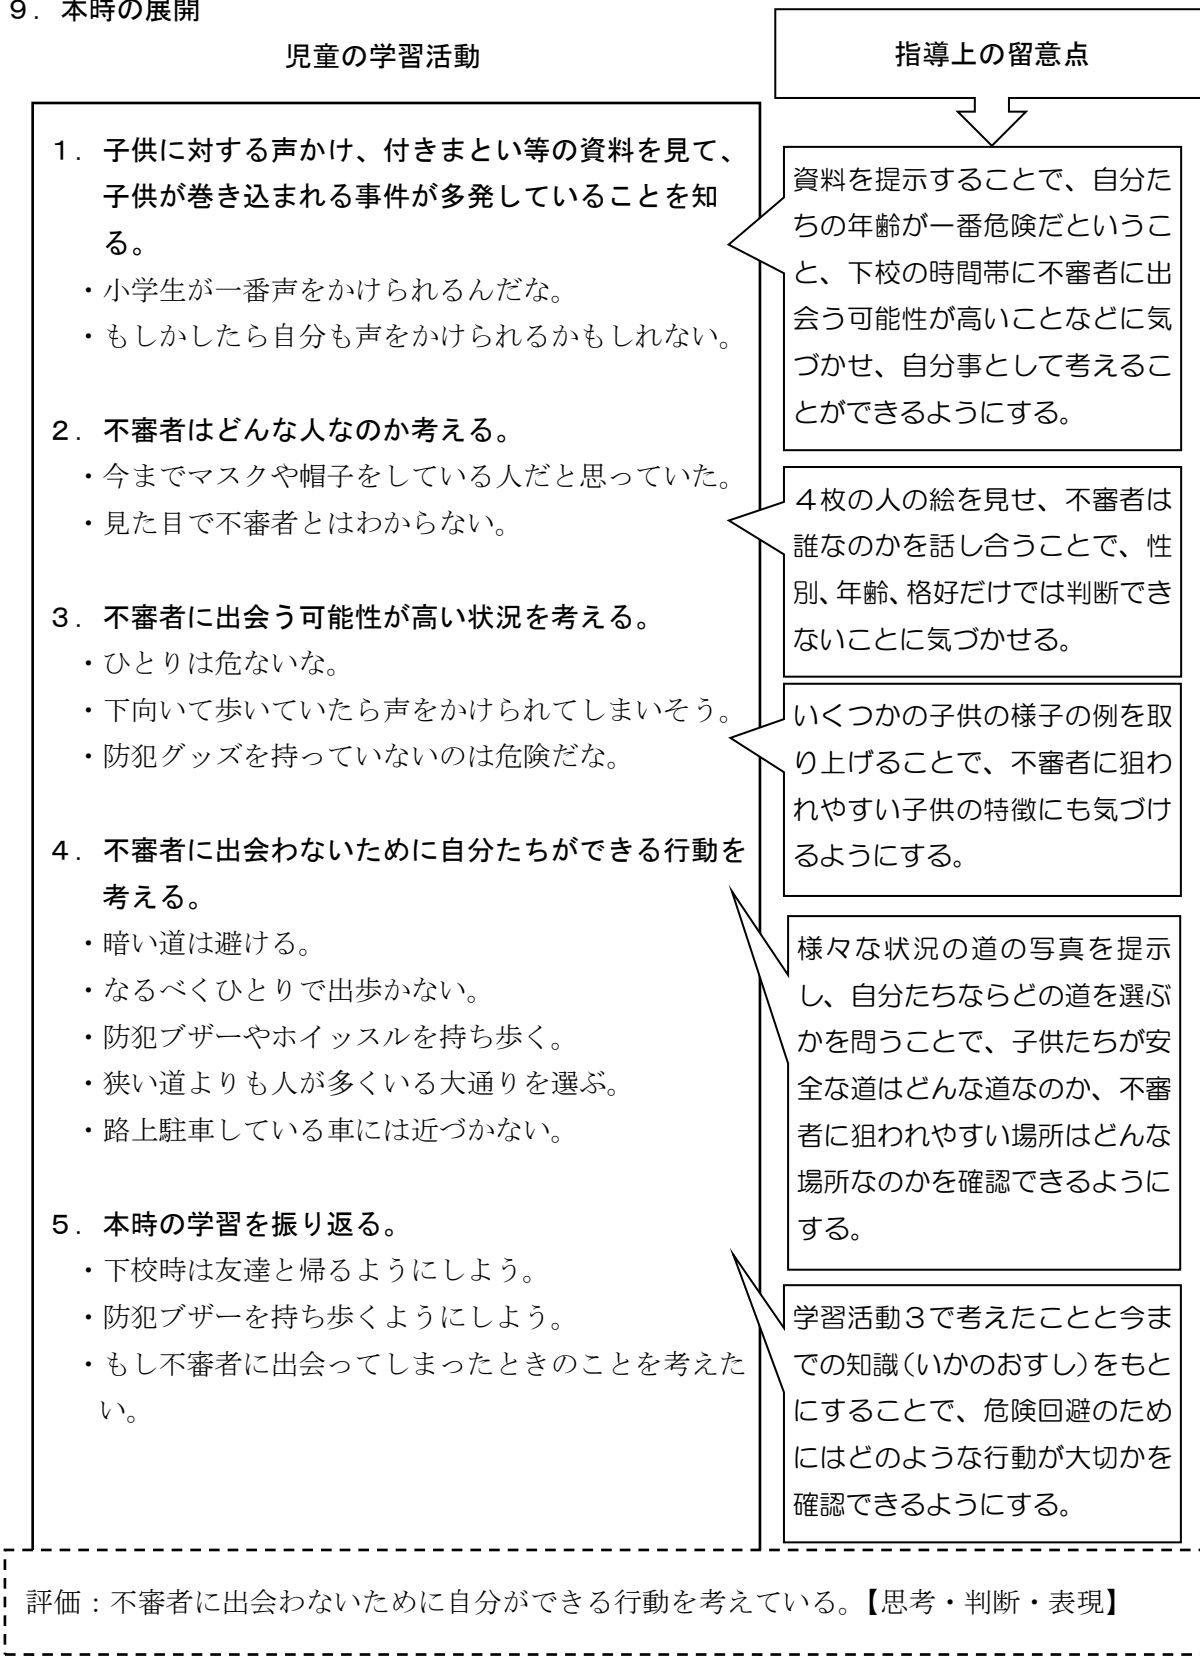 ９．本時の展開
児童の学習活動
１．子供に対する声かけ、付きまとい等の資料を見て、
子供が巻き込まれる事件が多発していることを知
る。
・小学生が一番声をかけられるんだな。
・もしかしたら自分も声をかけられるかもしれない。
２．不審者はどんな人なのか考える。
・今までマスクや帽子をしている人だと思っていた。
・見た目で不審者とはわからない。
３．不審者に出会う可能性が高い状況を考える。
・ひとりは危ないな。
・下向いて歩いていたら声をかけられてしまいそう。
・防犯グッズを持っていないのは危険だな。
４．不審者に出会わないために自分たちができる行動を
考える。
・暗い道は避ける。
・なるべくひとりで出歩かない。
・防犯ブザーやホイッスルを持ち歩く。
・狭い道よりも人が多くいる大通りを選ぶ。
・路上駐車している車には近づかない。
５．本時の学習を振り返る。
・下校時は友達と帰るようにしよう。
・防犯ブザーを持ち歩くようにしよう。
・もし不審者に出会ってしまったときのことを考えた
い。
指導上の留意点
資料を提示することで、自分た
ちの年齢が一番危険だというこ
と、下校の時間帯に不審者に出
会う可能性が高いことなどに気
づかせ、自分事として考えるこ
とができるようにする。
４枚の人の絵を見せ、不審者は
誰なのかを話し合うことで、性
別、年齢、格好だけでは判断でき
ないことに気づかせる。
いくつかの子供の様子の例を取
り上げることで、不審者に狙わ
れやすい子供の特徴にも気づけ
るようにする。
様々な状況の道の写真を提示
し、自分たちならどの道を選ぶ
かを問うことで、子供たちが安
全な道はどんな道なのか、不審
者に狙われやすい場所はどんな
場所なのかを確認できるように
する。
学習活動３で考えたことと今ま
での知識（いかのおすし）をもと
にすることで、危険回避のため
にはどのような行動が大切かを
確認できるようにする。
評価：不審者に出会わないために自分ができる行動を考えている。【思考・判断・表現】